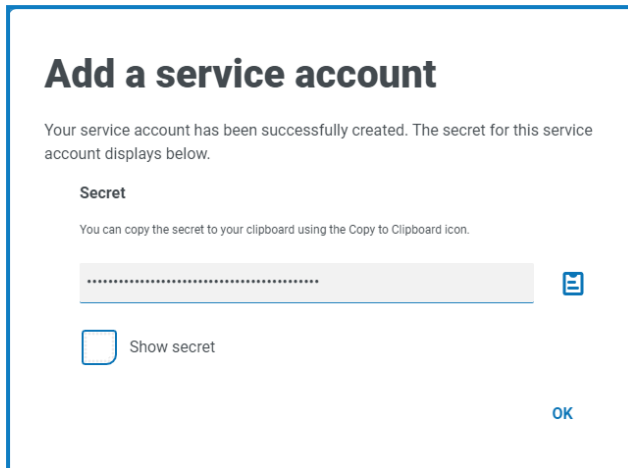 Add a service account
Your service account has been successfully created. The secret for this service
account displays below.
Secret
You can copy the secret to your clipboard using the Copy to Clipboard icon.
Show secret
OK